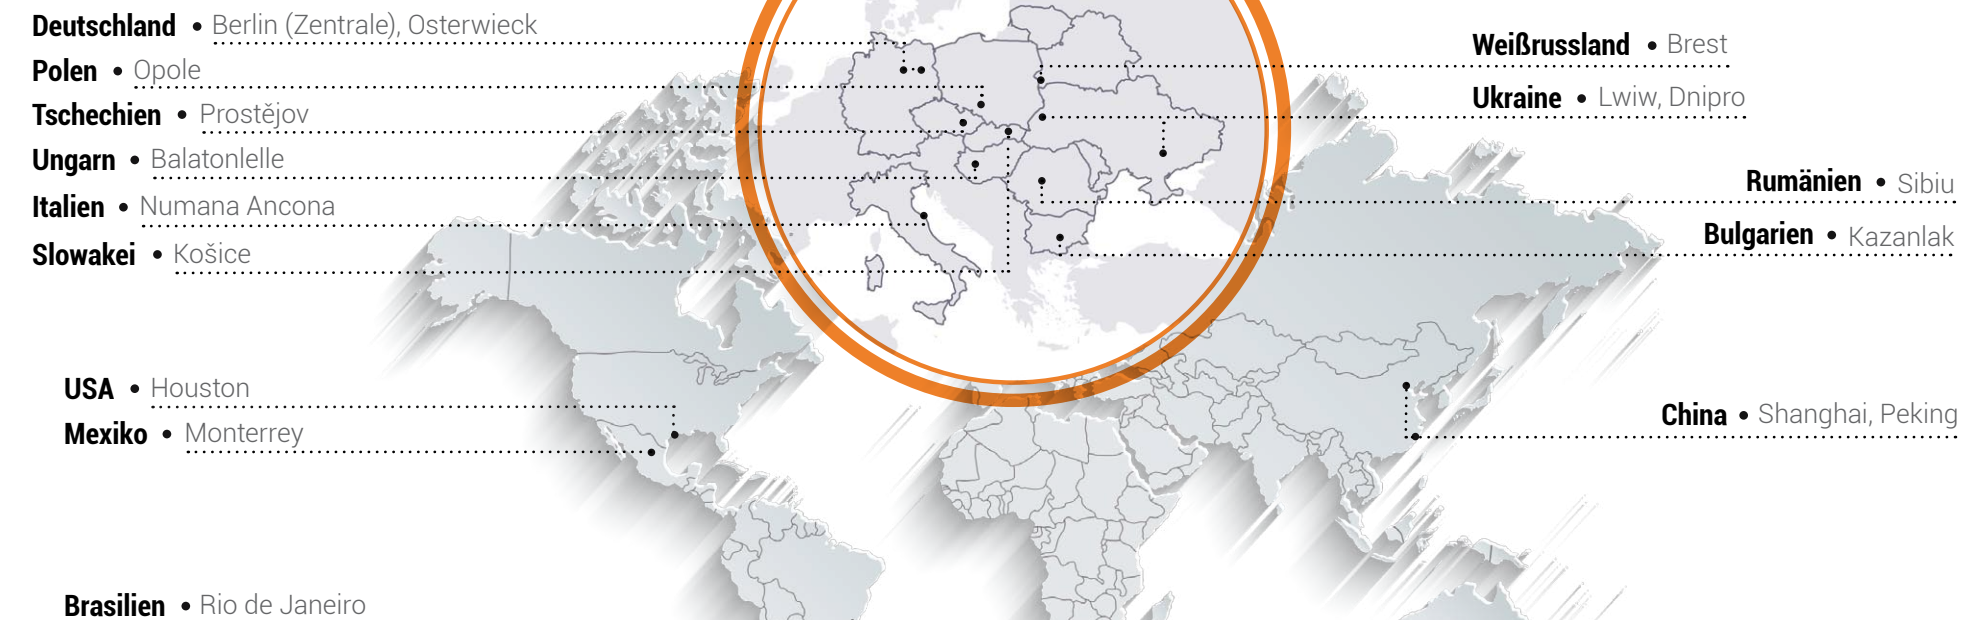 Deutschland • Berlin (Zentrale), Osterwieck
Polen • Opole
Tschechien • Prostějov
Ungarn • Balatonlelle
Italien • Numana Ancona
Slowakei • Košice
USA • Houston
Mexiko • Monterrey
Brasilien • Rio de Janeiro
Weißrussland • Brest
Ukraine • Lwiw, Dnipro
Rumänien • Sibiu
Bulgarien • Kazanlak
China • Shanghai, Peking